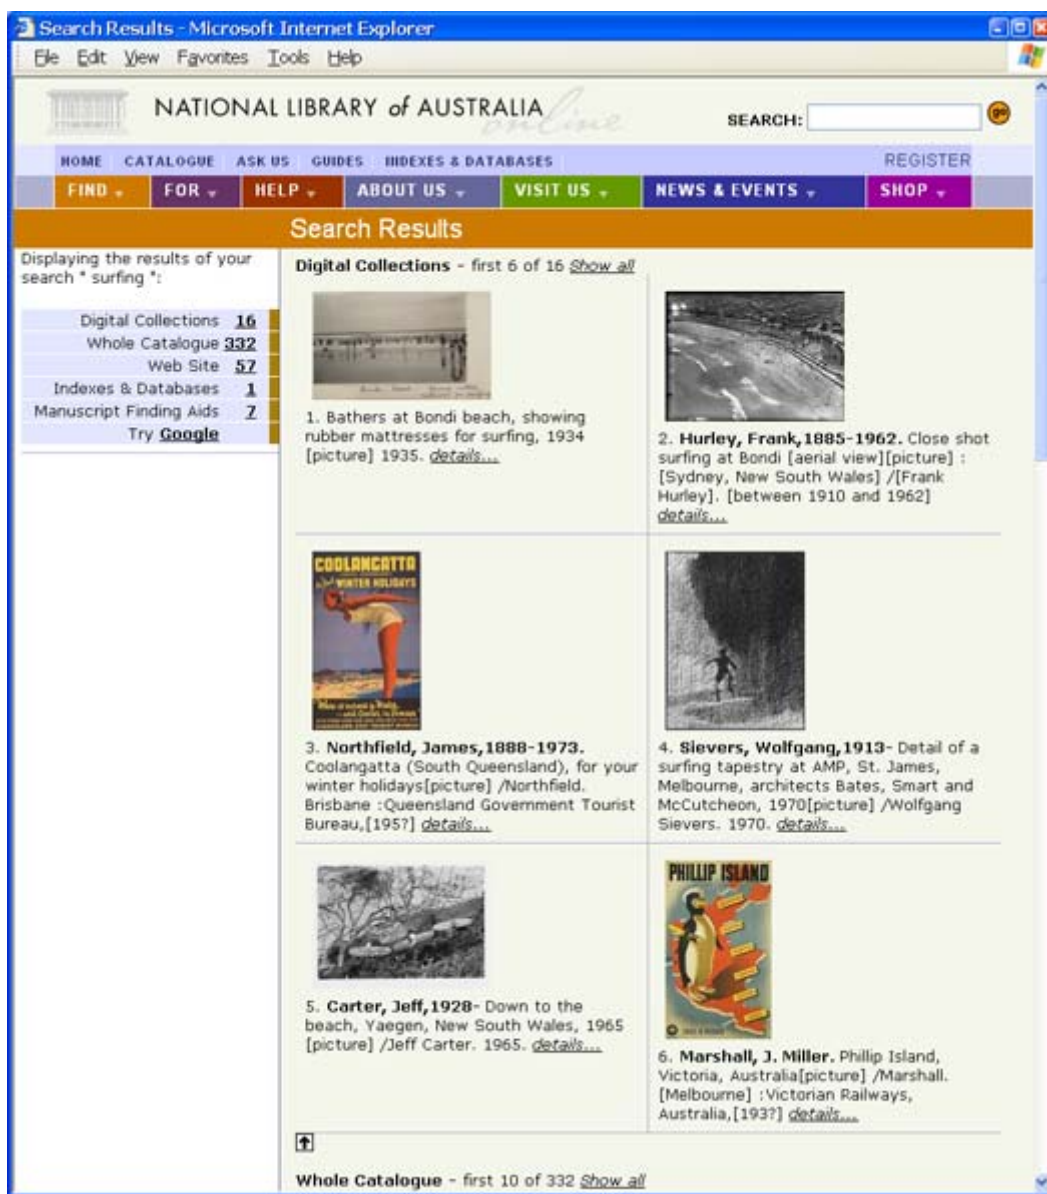 Search Results - Microsoft Internet Explorer
File Edit View Favorites Tools Help
NATIONAL LIBRARY of AUSTRALIA
online
SEARCH:
go
HOME CATALOGUE ASK US GUIDES INDEXES & DATABASES REGISTER
FIND FOR HELP ABOUT US VISIT US NEWS & EVENTS SHOP
Search Results
Displaying the results of your
search " surfing ":
Digital Collections 16
Whole Catalogue 332
Web Site 57
Indexes & Databases 1
Manuscript Finding Aids 7
Try Google
Digital Collections - first 6 of 16 Show all
1. Bathers at Bondi beach, showing
rubber mattresses for surfing, 1934
[picture] 1935. details...
2. Hurley, Frank,1885-1962. Close shot
surfing at Bondi [aerial view][picture] :
[Sydney, New South Wales] /[Frank
Hurley]. [between 1910 and 1962]
details...
COOLANGATTA
WINTER HOLIDAYS
3. Northfield, James,1888-1973.
Coolangatta (South Queensland), for your
winter holidays[picture] /Northfield.
Brisbane :Queensland Government Tourist
Bureau,[195?] details...
4. Sievers, Wolfgang,1913- Detail of a
surfing tapestry at AMP, St. James,
Melbourne, architects Bates, Smart and
McCutcheon, 1970[picture] /Wolfgang
Sievers. 1970. details...
5. Carter, Jeff,1928- Down to the
beach, Yaegen, New South Wales, 1965
[picture] /Jeff Carter. 1965. details...
PHILLIP ISLAND
6. Marshall, J. Miller. Phillip Island,
Victoria, Australia[picture] /Marshall.
[Melbourne] :Victorian Railways,
Australia,[193?] details...
Whole Catalogue - first 10 of 332 Show all